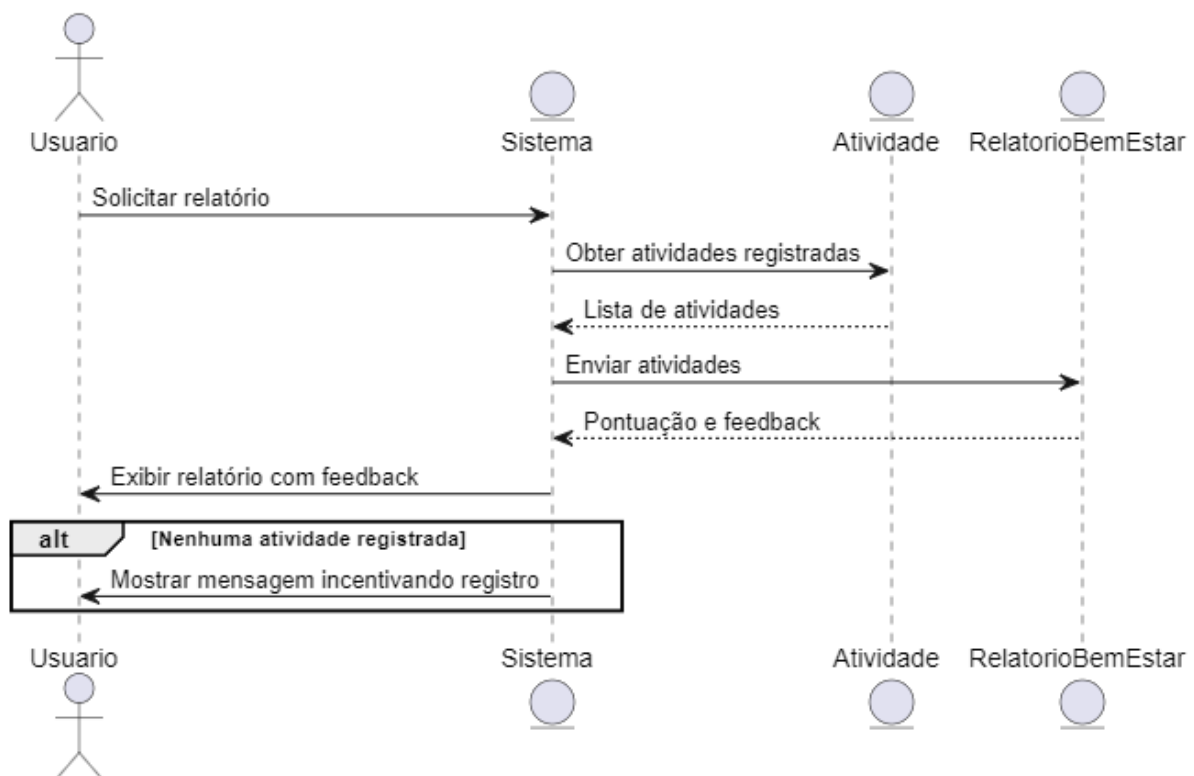 Usuario
Sistema
Atividade
RelatorioBemEstar
Solicitar relatório
Obter atividades registradas
Lista de atividades
Enviar atividades
Pontuação e feedback
Exibir relatório com feedback
alt [Nenhuma atividade registrada]
Mostrar mensagem incentivando registro
Usuario
Sistema
Atividade
RelatorioBemEstar